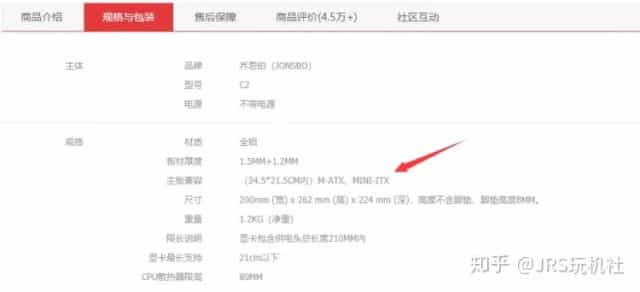 商品介绍 规格与包装 售后保障 商品评价(4.5万+) 社区互动
主体 品牌 乔思伯（JONSBO）
型号 C2
电源 不带电源
规格 材质 全铝
板材厚度 1.5MM+1.2MM
主板兼容 （24.5*21.5CM内）M-ATX、MINI-ITX
尺寸 200mm (宽) x 262 mm (高) x 224 mm (深)，高度不含脚垫、脚垫高度8MM。
重量 1.2KG（净重）
限长说明 显卡包含供电头总长度210MM内
显卡最长支持 21cm以下
CPU散热器限高 80MM
知乎 @JRS玩机社